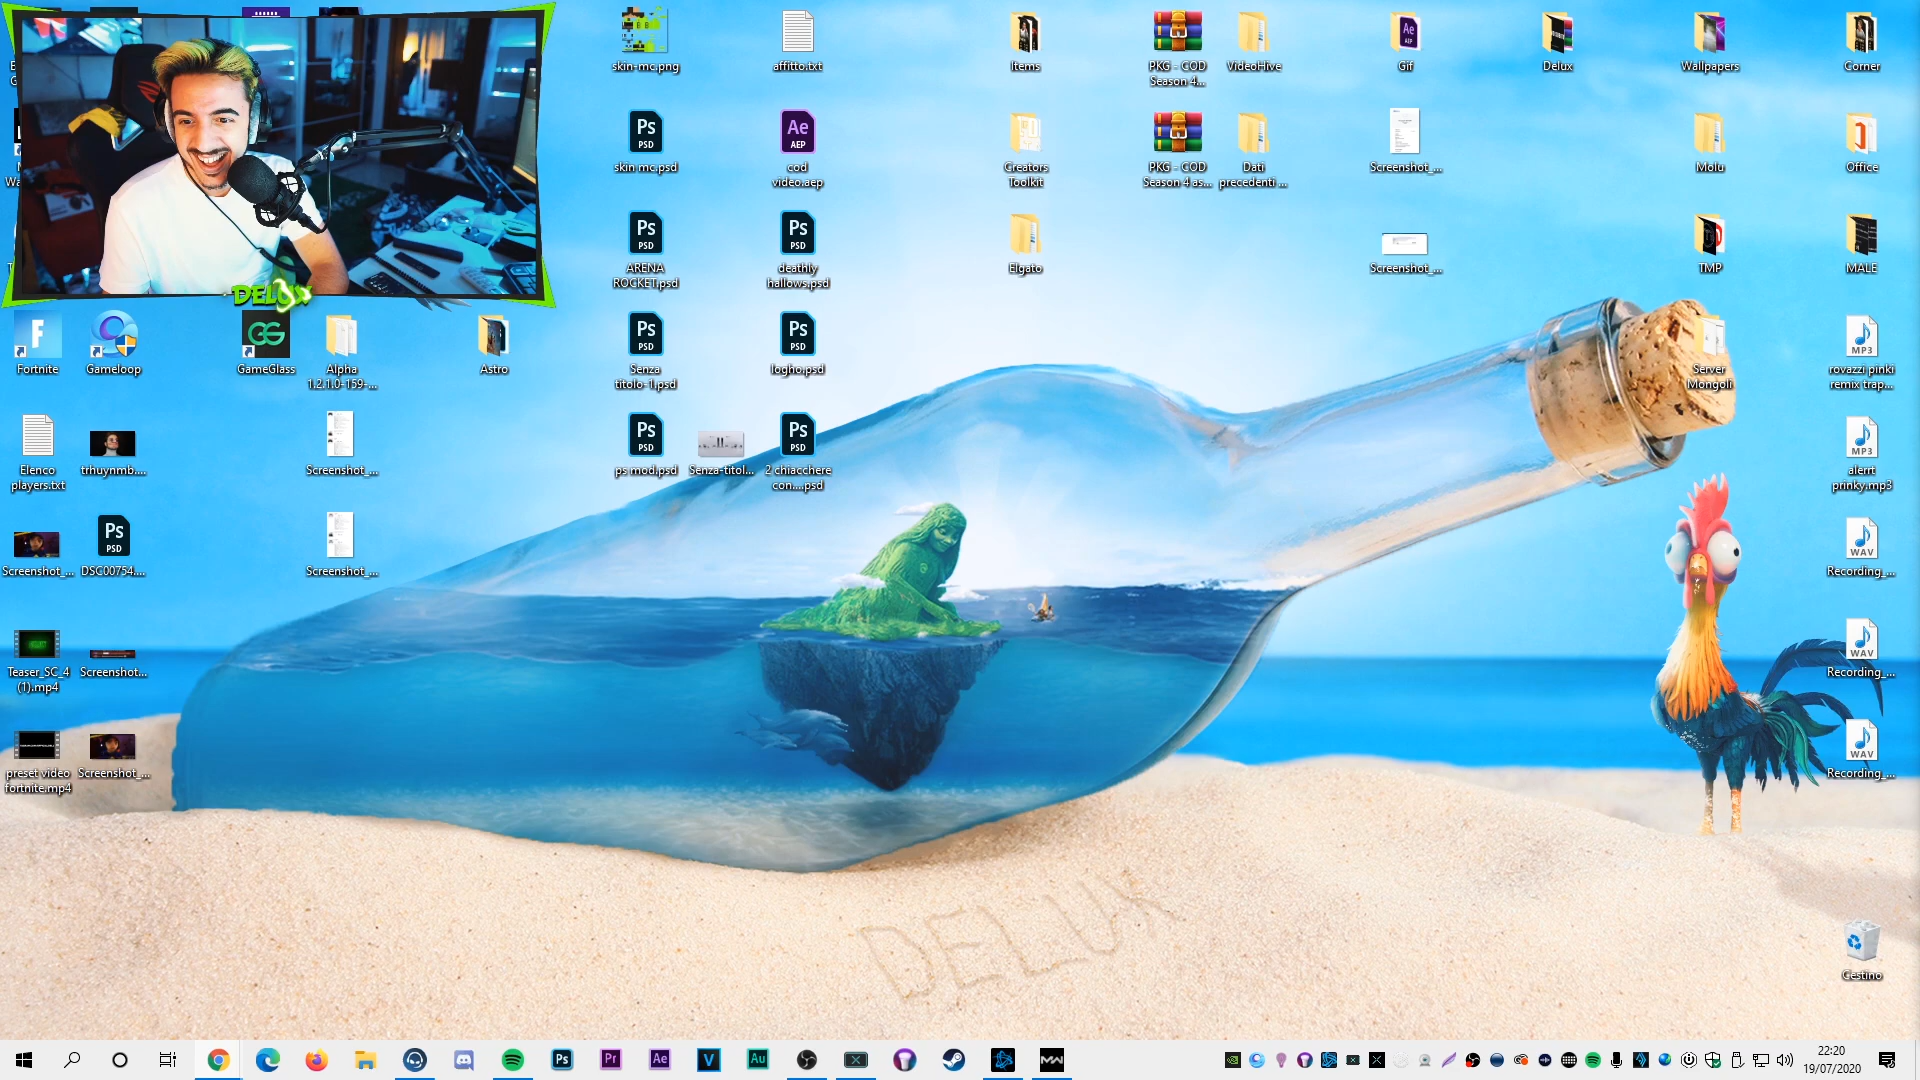 skin-mc.png
affitto.txt
Items
PKG - COD
Season 4...
VideoHive
Gif
Delux
Wallpapers
Corner
skin mc.psd
cod
video.aep
Creators
Toolkit
PKG - COD
Season 4 as...
Dati
precedenti ...
Screenshot_...
Molu
Office
ARENA
ROCKET.psd
deathly
hallows.psd
Elgato
Screenshot_...
TMP
MALE
DELUX
Fortnite
Gameloop
GameGlass
Alpha
1.2.1.0-159-...
Astro
Senza
titolo-1.psd
logho.psd
Server
Mongoli
rovazzi pinki
remix trap...
Elenco
players.txt
trhuynmb....
Screenshot_...
ps mod.psd
Senza-titol...
2 chiacchere
con....psd
alerrt
prinky.mp3
Screenshot_...
DSC00754....
Screenshot_...
Recording_...
Teaser_SC_4
(1).mp4
Screenshot...
Recording_...
preset video
fortnite.mp4
Screenshot_...
Recording_...
DELUX
Cestino
22:20
19/07/2020